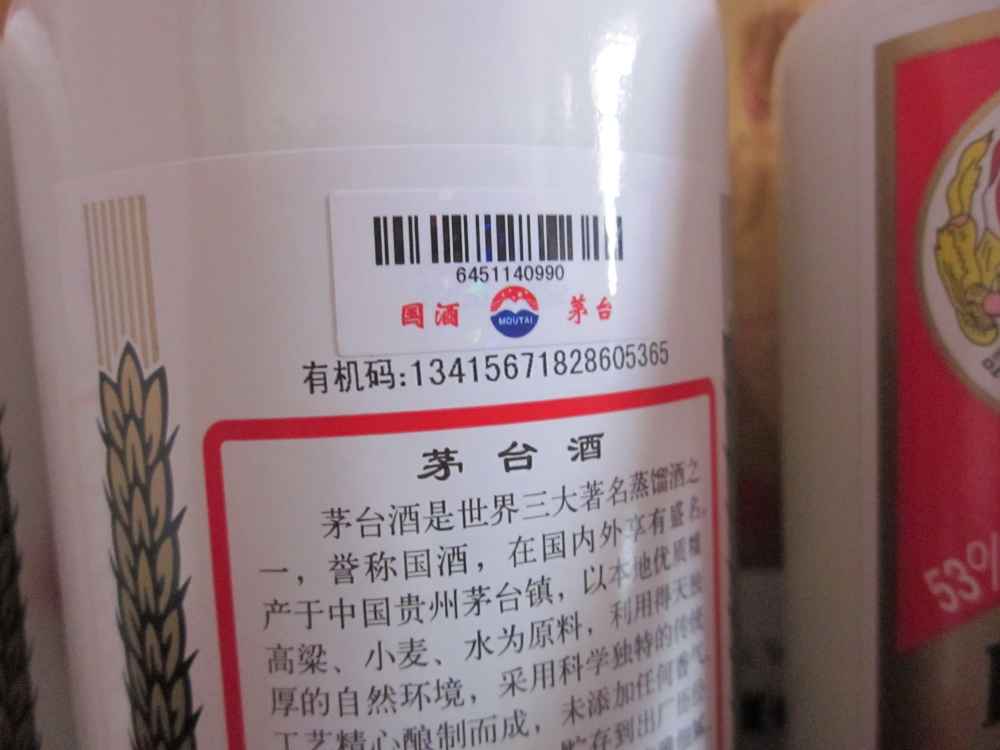 6451140990
国酒 MOUTAI 茅台
有机码:13415671828605365
茅台酒
茅台酒是世界三大著名蒸馏酒之
一，誉称国酒，在国内外享有盛名。
产于中国贵州茅台镇，以本地优质糯
高粱、小麦、水为原料，利用得天独
厚的自然环境，采用科学独特的传统
工艺精心酿制而成，未添加任何香气、
贮存到出厂
53%